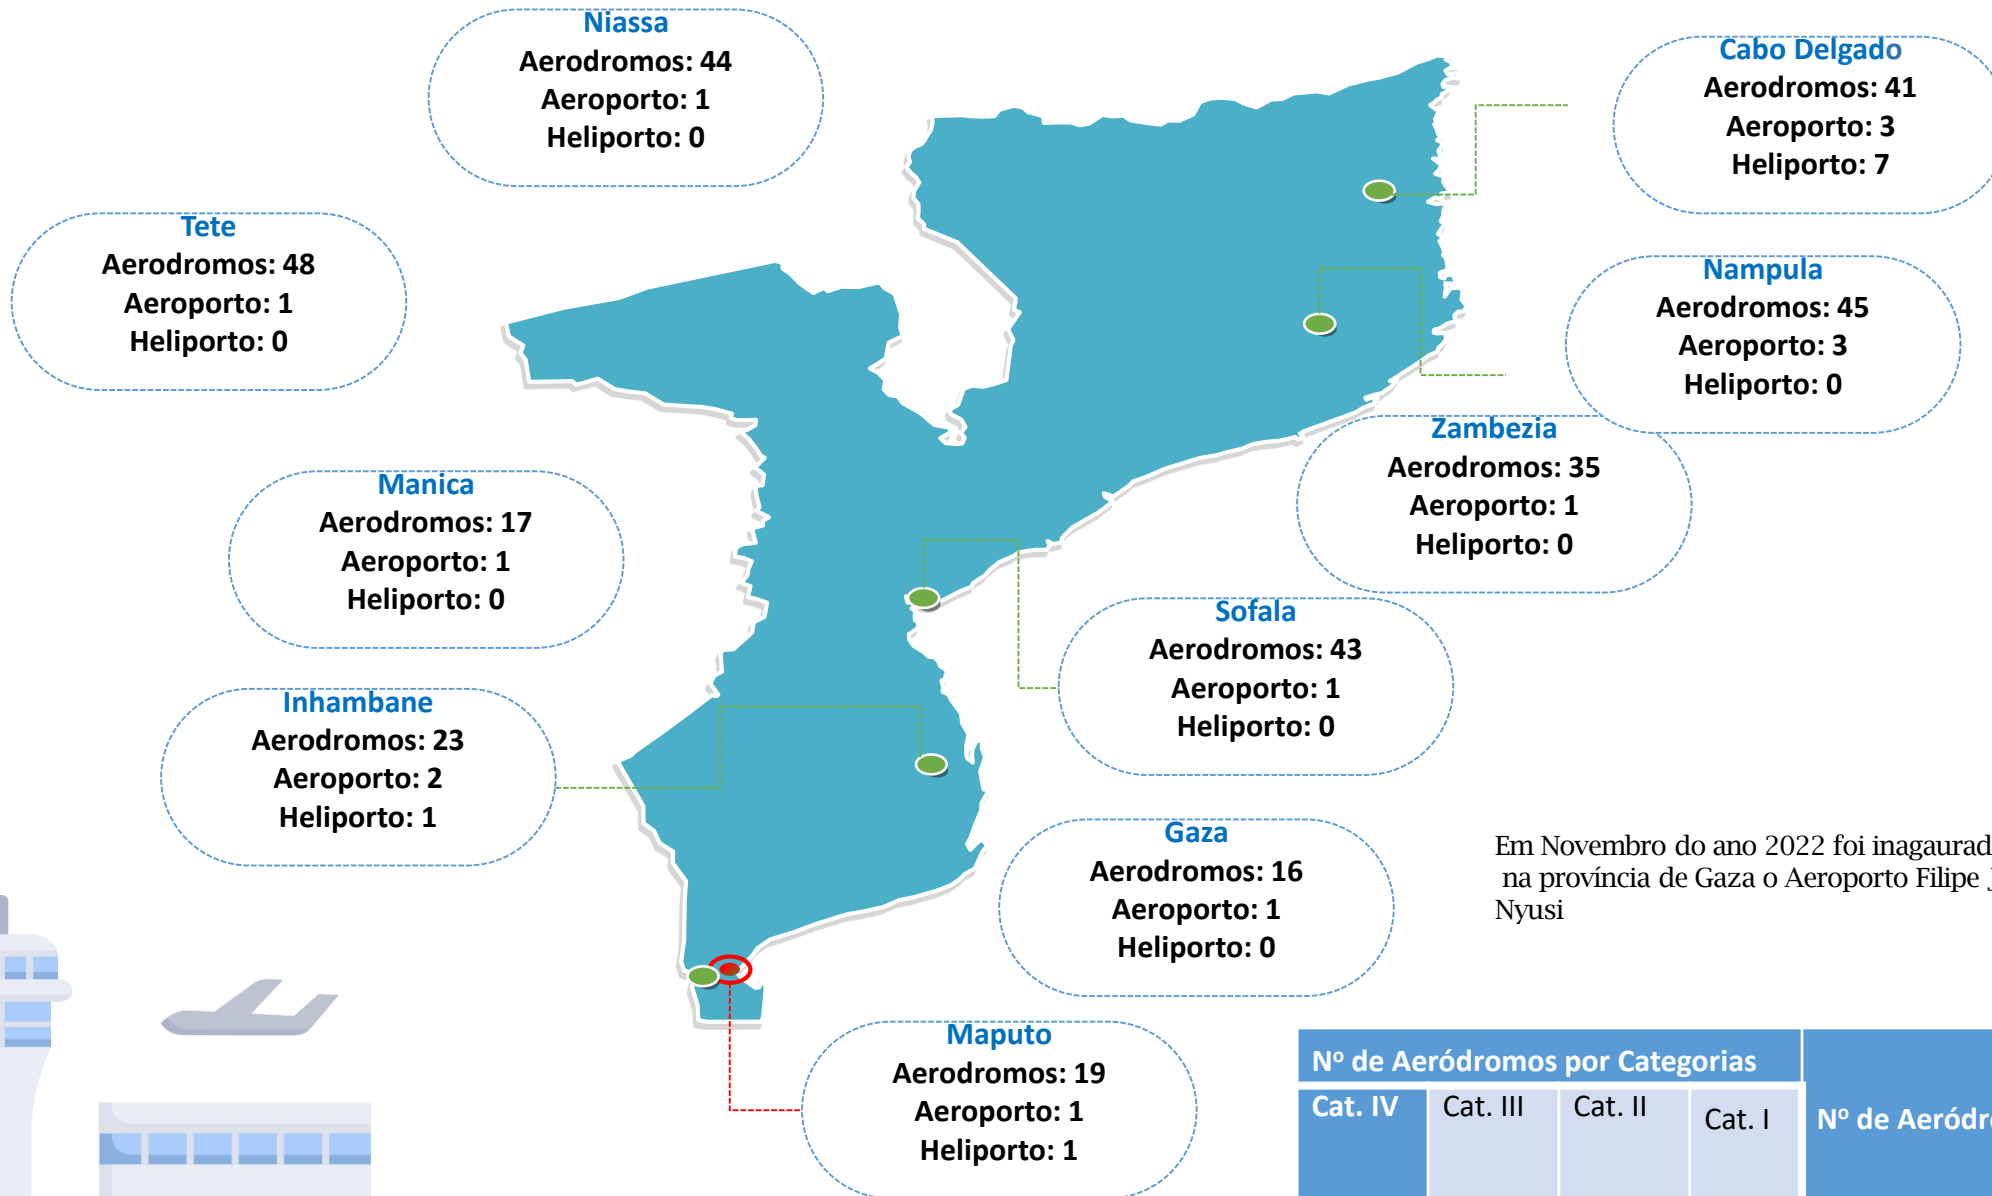 Niassa
Aerodromos: 44
Aeroporto: 1
Heliporto: 0
Cabo Delgado
Aerodromos: 41
Aeroporto: 3
Heliporto: 7
Tete
Aerodromos: 48
Aeroporto: 1
Heliporto: 0
Nampula
Aerodromos: 45
Aeroporto: 3
Heliporto: 0
Zambezia
Aerodromos: 35
Aeroporto: 1
Heliporto: 0
Manica
Aerodromos: 17
Aeroporto: 1
Heliporto: 0
Sofala
Aerodromos: 43
Aeroporto: 1
Heliporto: 0
Inhambane
Aerodromos: 23
Aeroporto: 2
Heliporto: 1
Gaza
Aerodromos: 16
Aeroporto: 1
Heliporto: 0
Em Novembro do ano 2022 foi inagaurad
na província de Gaza o Aeroporto Filipe J
Nyusi
Maputo
Aerodromos: 19
Aeroporto: 1
Heliporto: 1
Nº de Aeródromos por Categorias
Cat. IV Cat. III Cat. II Cat. I
Nº de Aeródr